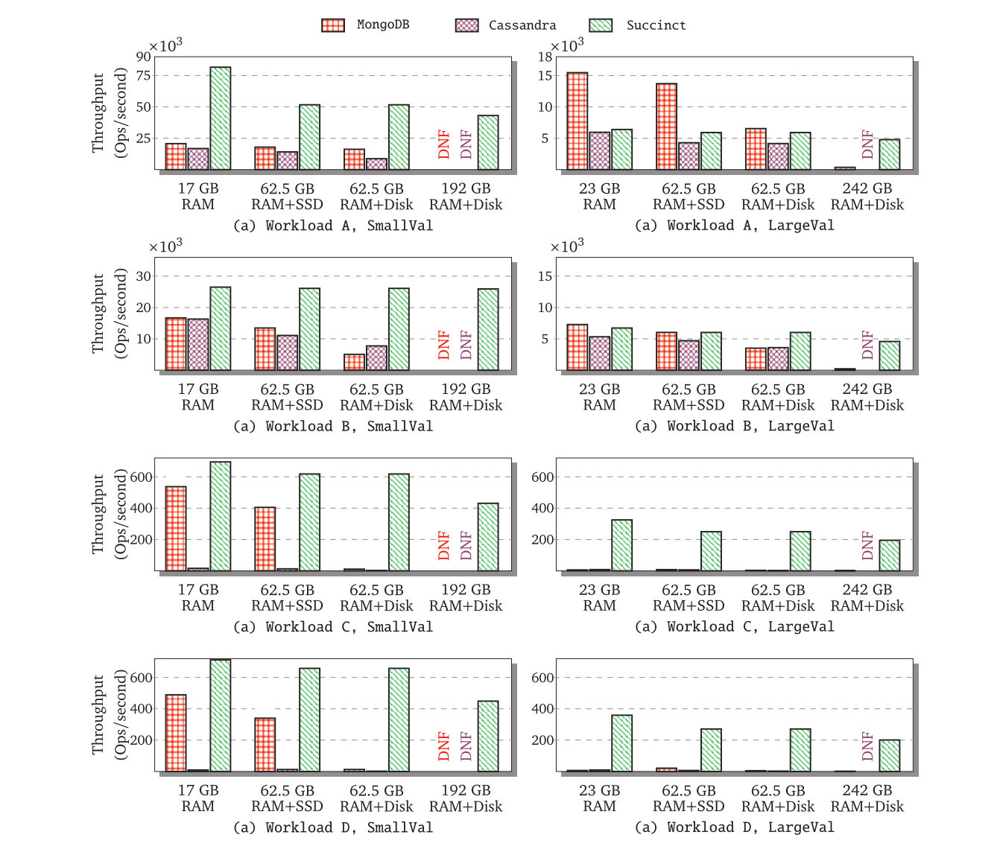 MongoDB Cassandra Succinct
×10³ ×10³
Throughput
(Ops/second)
90
75
50
25
DNF DNF
17 GB 62.5 GB 62.5 GB 192 GB
RAM RAM+SSD RAM+Disk RAM+Disk
(a) Workload A, SmallVal
18
15
10
5
DNF
23 GB 62.5 GB 62.5 GB 242 GB
RAM RAM+SSD RAM+Disk RAM+Disk
(a) Workload A, LargeVal
×10³ ×10³
Throughput
(Ops/second)
30
20
10
DNF DNF
17 GB 62.5 GB 62.5 GB 192 GB
RAM RAM+SSD RAM+Disk RAM+Disk
(a) Workload B, SmallVal
15
10
5
DNF
23 GB 62.5 GB 62.5 GB 242 GB
RAM RAM+SSD RAM+Disk RAM+Disk
(a) Workload B, LargeVal
Throughput
(Ops/second)
600
400
200
DNF DNF
17 GB 62.5 GB 62.5 GB 192 GB
RAM RAM+SSD RAM+Disk RAM+Disk
(a) Workload C, SmallVal
600
400
200
DNF
23 GB 62.5 GB 62.5 GB 242 GB
RAM RAM+SSD RAM+Disk RAM+Disk
(a) Workload C, LargeVal
Throughput
(Ops/second)
600
400
200
DNF DNF
17 GB 62.5 GB 62.5 GB 192 GB
RAM RAM+SSD RAM+Disk RAM+Disk
(a) Workload D, SmallVal
600
400
200
DNF
23 GB 62.5 GB 62.5 GB 242 GB
RAM RAM+SSD RAM+Disk RAM+Disk
(a) Workload D, LargeVal